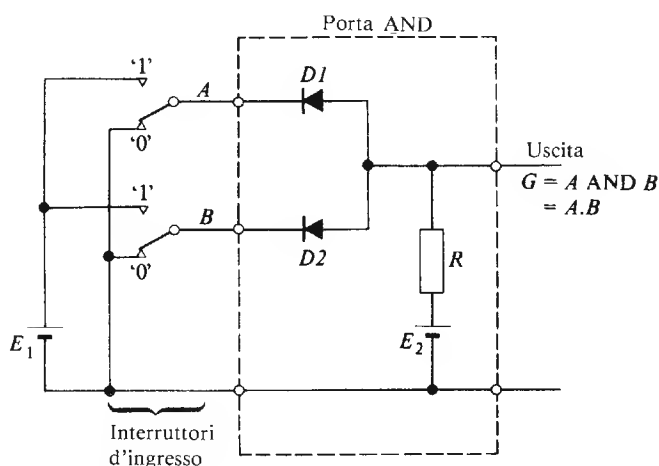 Porta AND
'1'
A
D1
'0'
Uscita
G = A AND B
= A.B
'1'
B
D2
'0'
R
E1
E2
Interruttori
d'ingresso